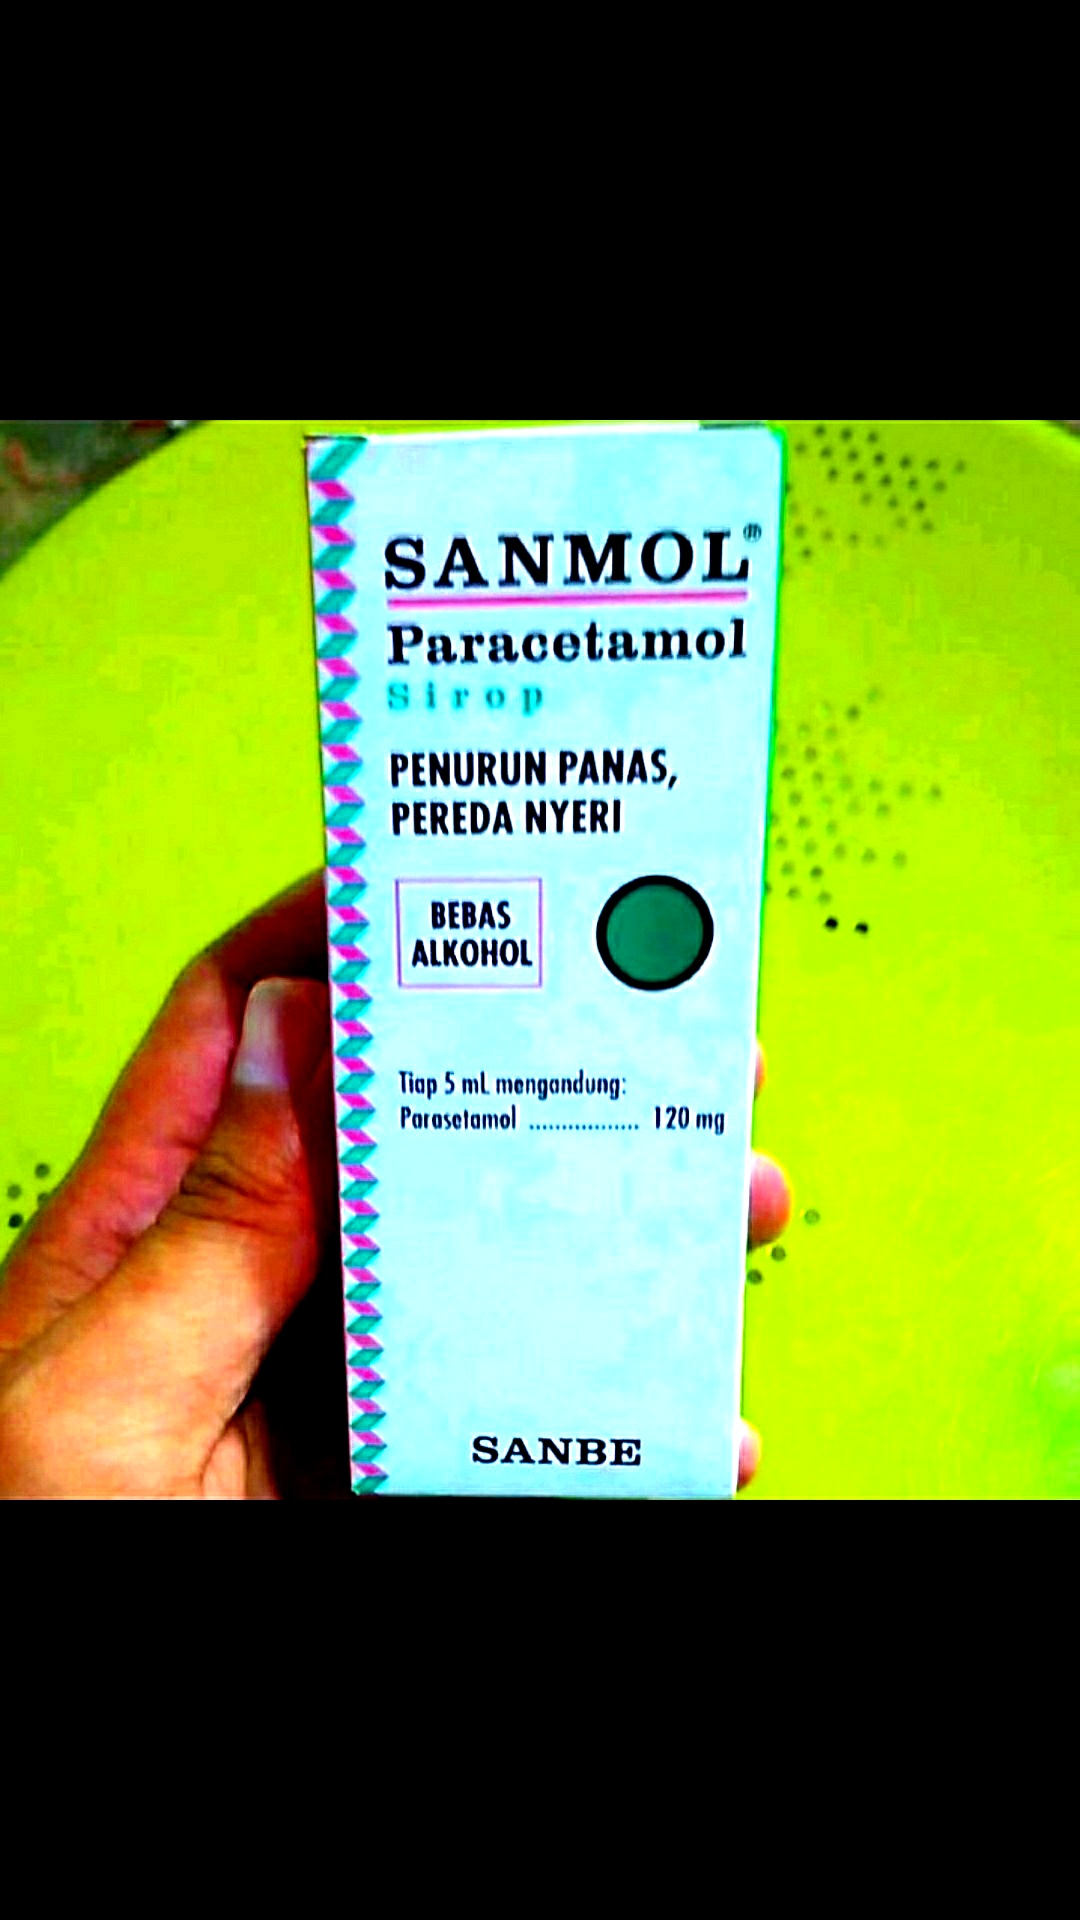 SANMOL®
Paracetamol
Sirop
PENURUN PANAS,
PEREDA NYERI
BEBAS
ALKOHOL
Tiap 5 mL mengandung:
Parasetamol ................. 120 mg
SANBE